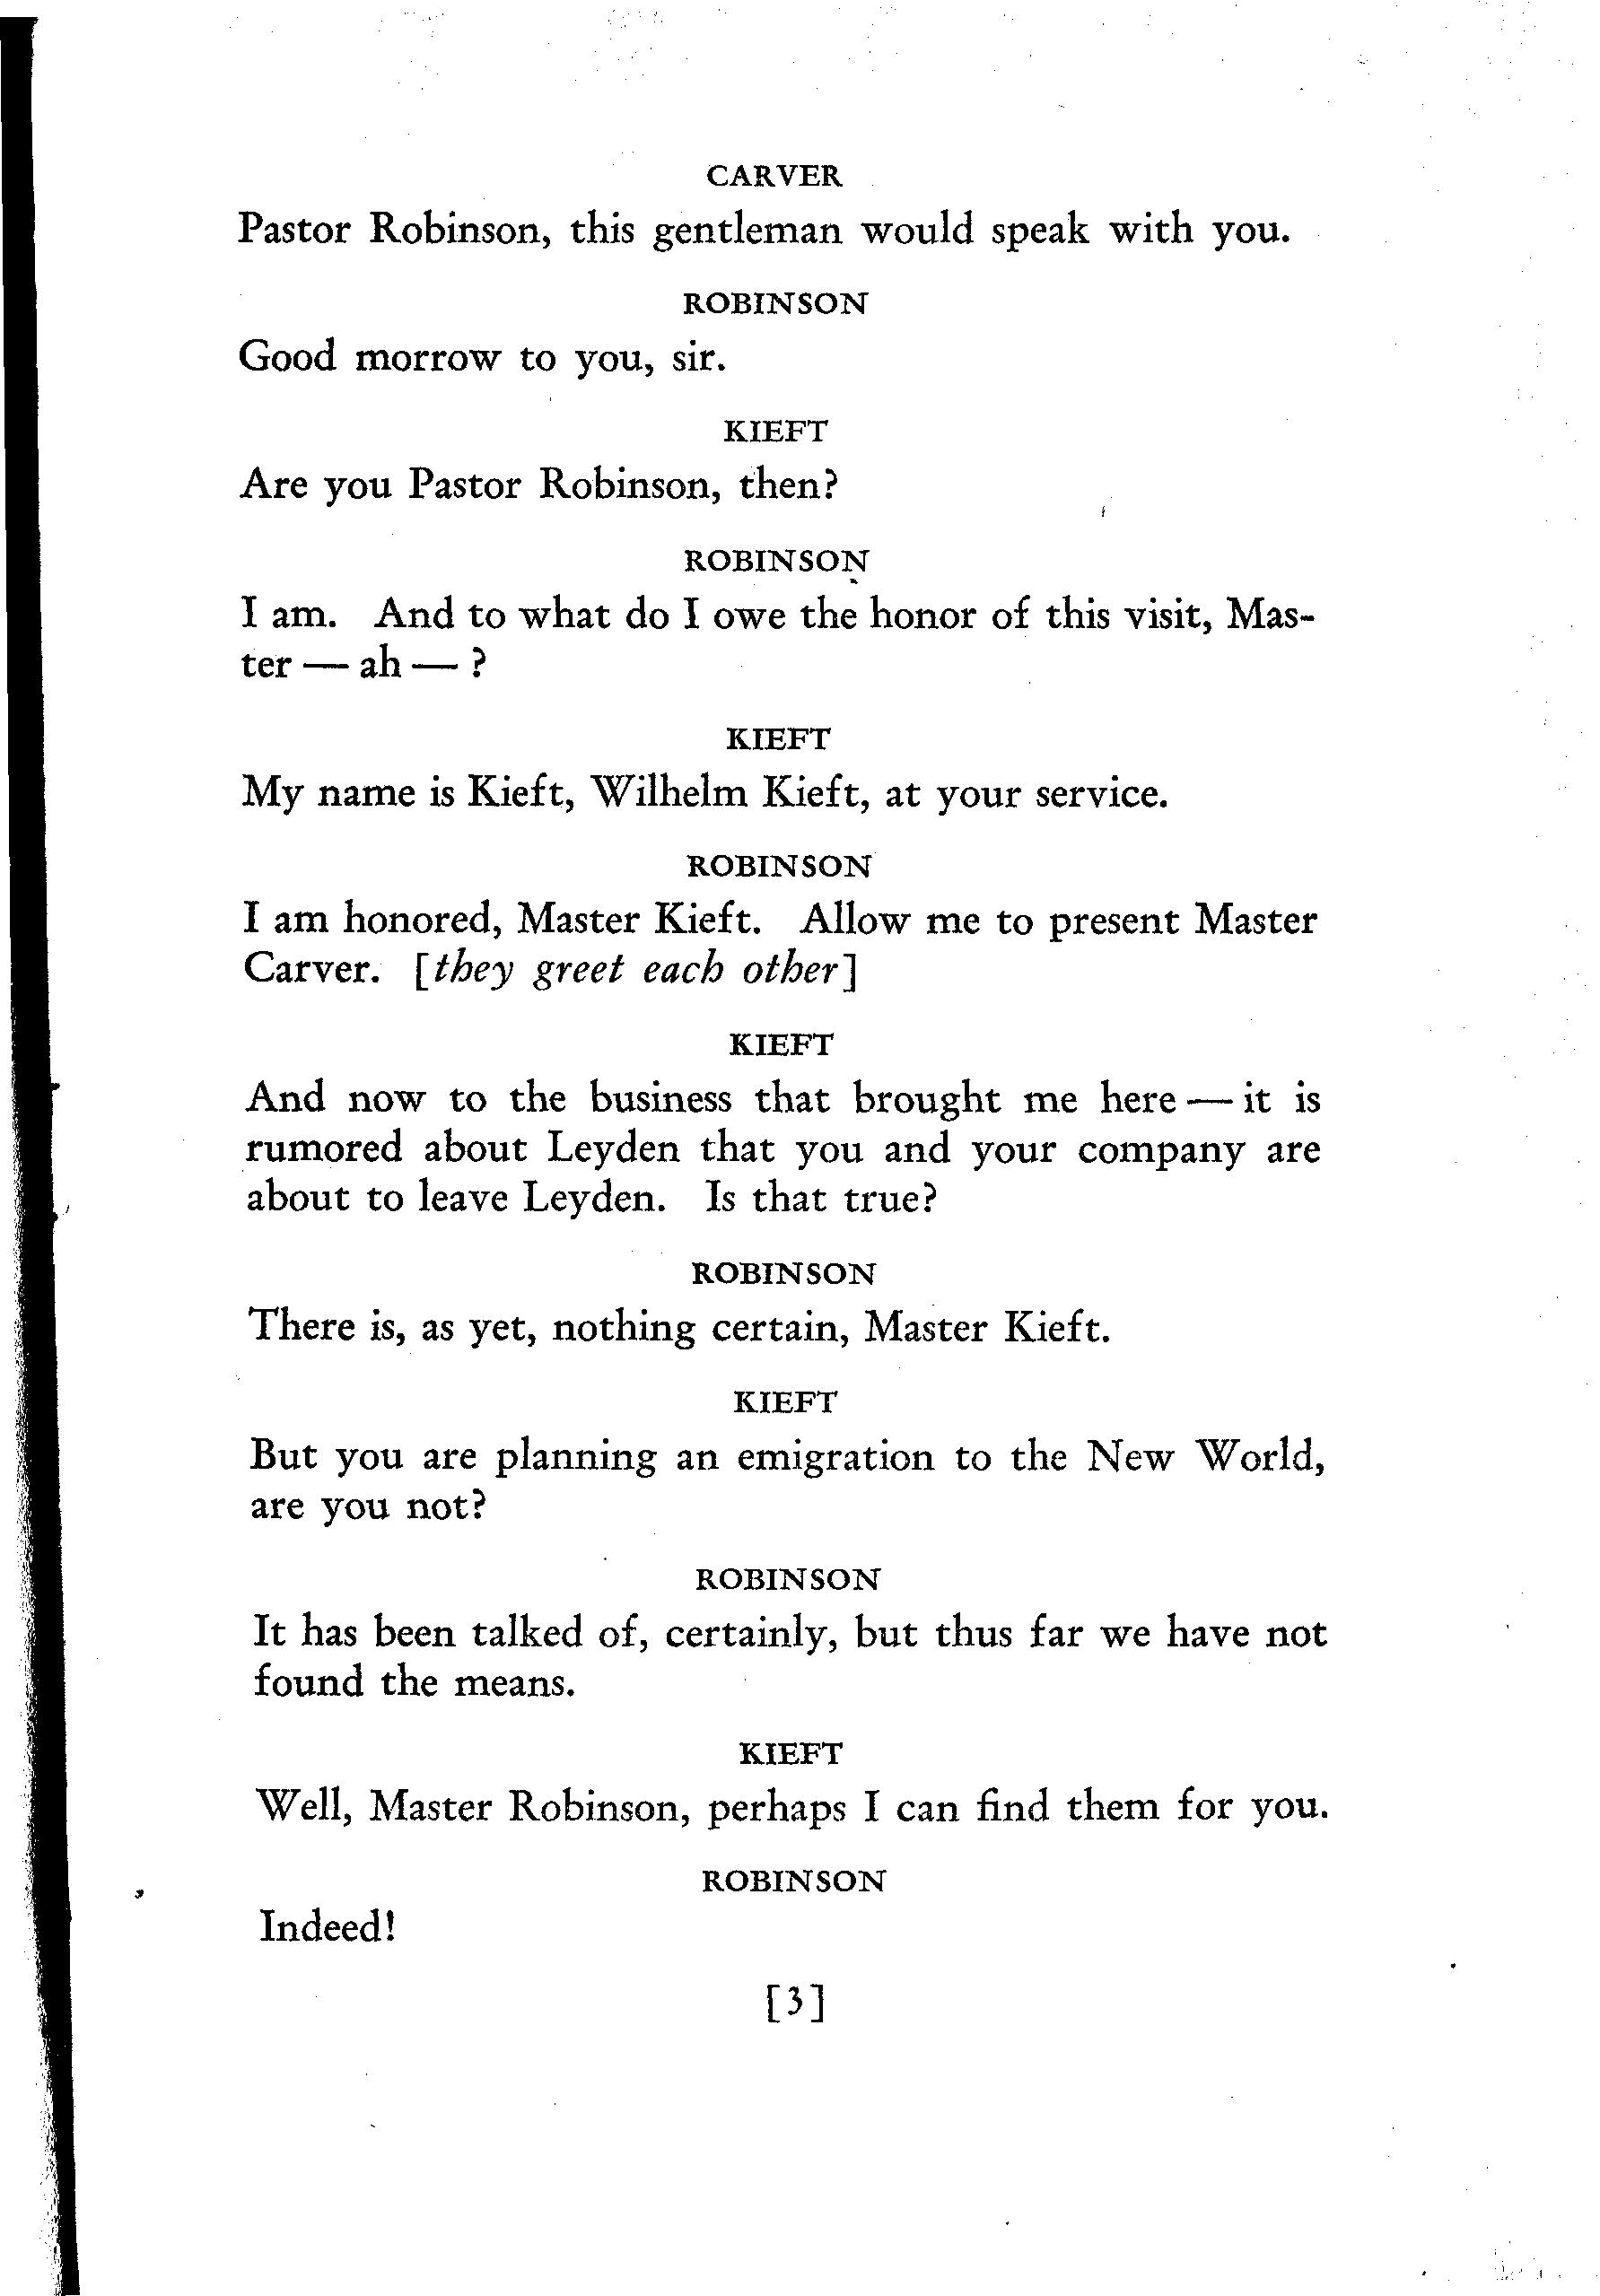 CARVER
Pastor Robinson, this gentleman would speak with you.
ROBINSON
Good morrow to you, sir.
KIEFT
Are you Pastor Robinson, then?
ROBINSON
I am. And to what do I owe the honor of this visit, Mas-
ter — ah — ?
KIEFT
My name is Kieft, Wilhelm Kieft, at your service.
ROBINSON
I am honored, Master Kieft. Allow me to present Master
Carver. [they greet each other]
KIEFT
And now to the business that brought me here — it is
rumored about Leyden that you and your company are
about to leave Leyden. Is that true?
ROBINSON
There is, as yet, nothing certain, Master Kieft.
KIEFT
But you are planning an emigration to the New World,
are you not?
ROBINSON
It has been talked of, certainly, but thus far we have not
found the means.
KIEFT
Well, Master Robinson, perhaps I can find them for you.
ROBINSON
Indeed!
[3]